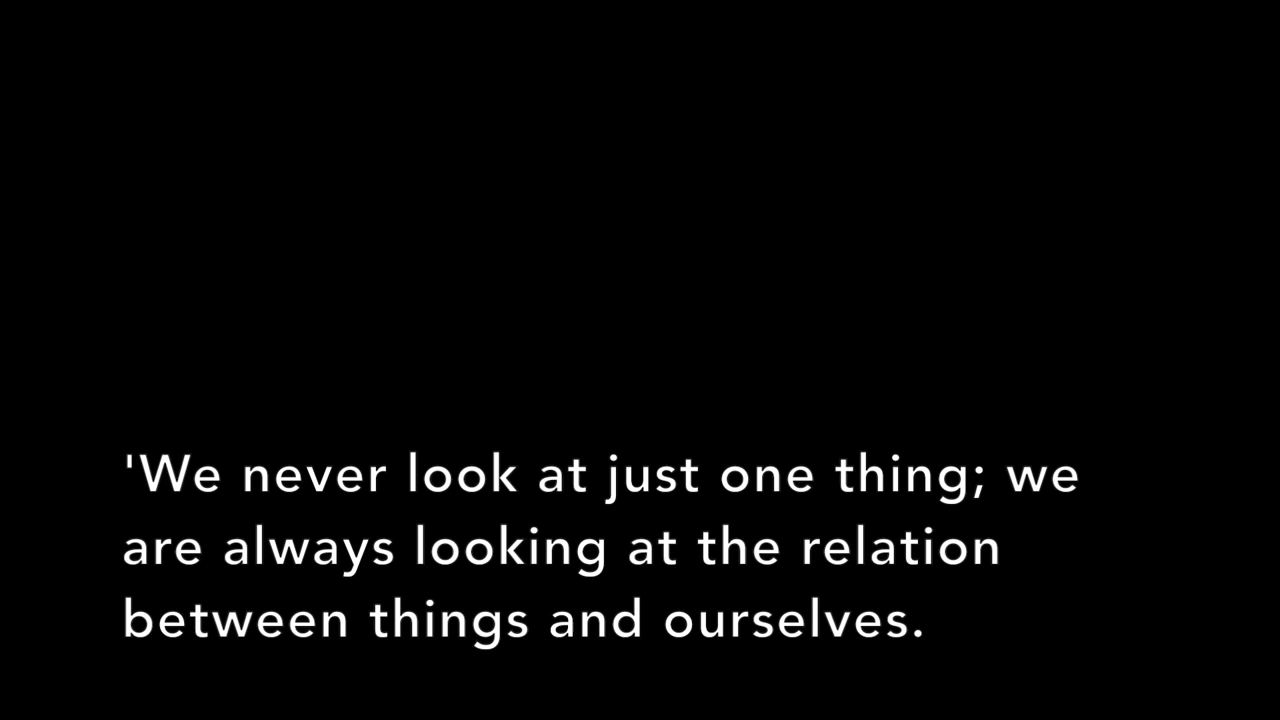 'We never look at just one thing; we
are always looking at the relation
between things and ourselves.